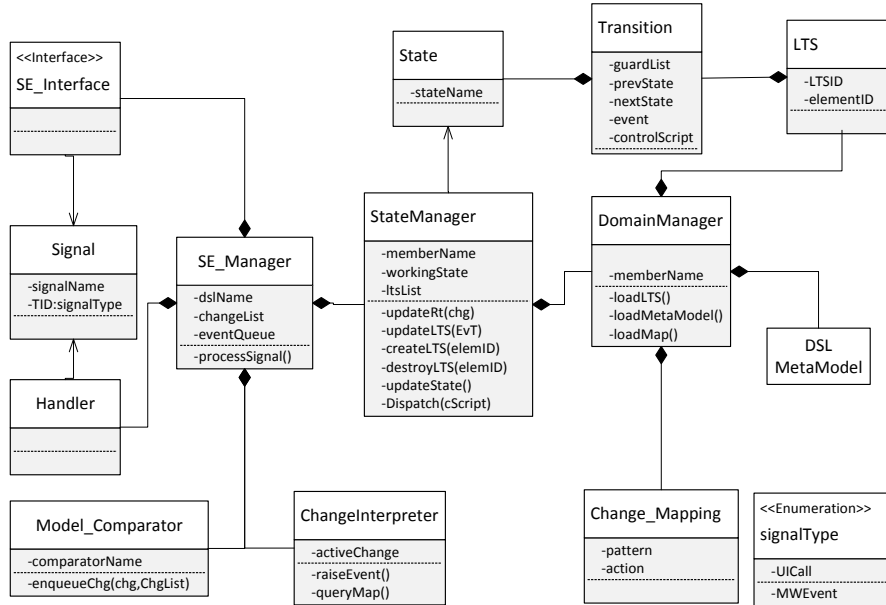 <<Interface>>
SE_Interface
State
-stateName
Transition
-guardList
-prevState
-nextState
-event
-controlScript
LTS
-LTSID
-elementID
Signal
-signalName
-TID:signalType
SE_Manager
-dslName
-changeList
-eventQueue
-processSignal()
StateManager
-memberName
-workingState
-ltsList
-updateRt(chg)
-updateLTS(EvT)
-createLTS(elemID)
-destroyLTS(elemID)
-updateState()
-Dispatch(cScript)
DomainManager
-memberName
-loadLTS()
-loadMetaModel()
-loadMap()
DSL
MetaModel
Handler
Model_Comparator
-comparatorName
-enqueueChg(chg,ChgList)
ChangeInterpreter
-activeChange
-raiseEvent()
-queryMap()
Change_Mapping
-pattern
-action
<<Enumeration>>
signalType
-UICall
-MWEvent